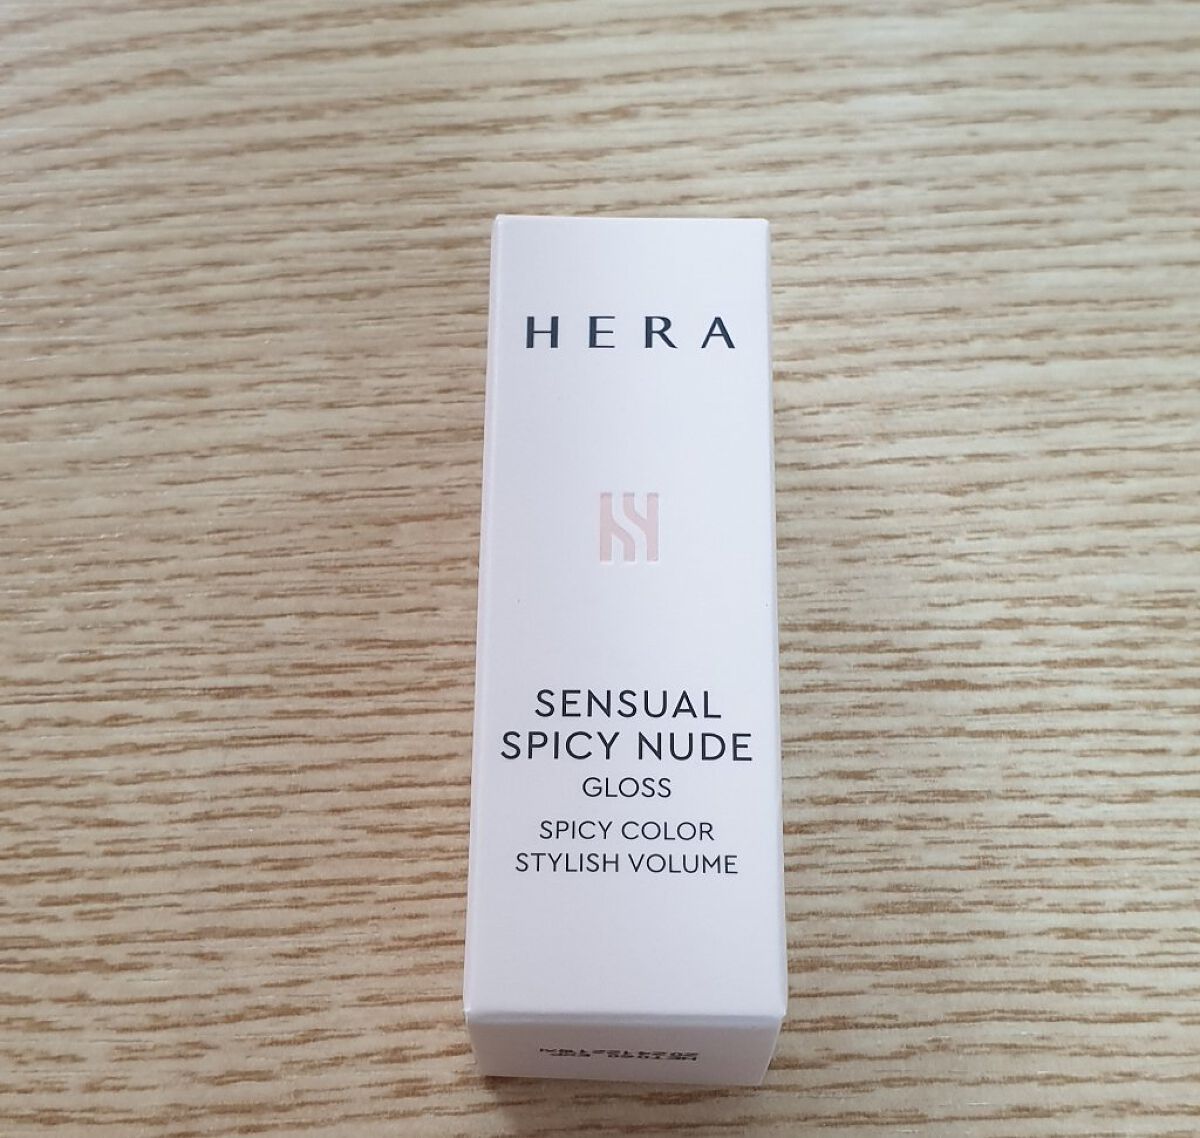 HERA
SENSUAL
SPICY NUDE
GLOSS
SPICY COLOR
STYLISH VOLUME